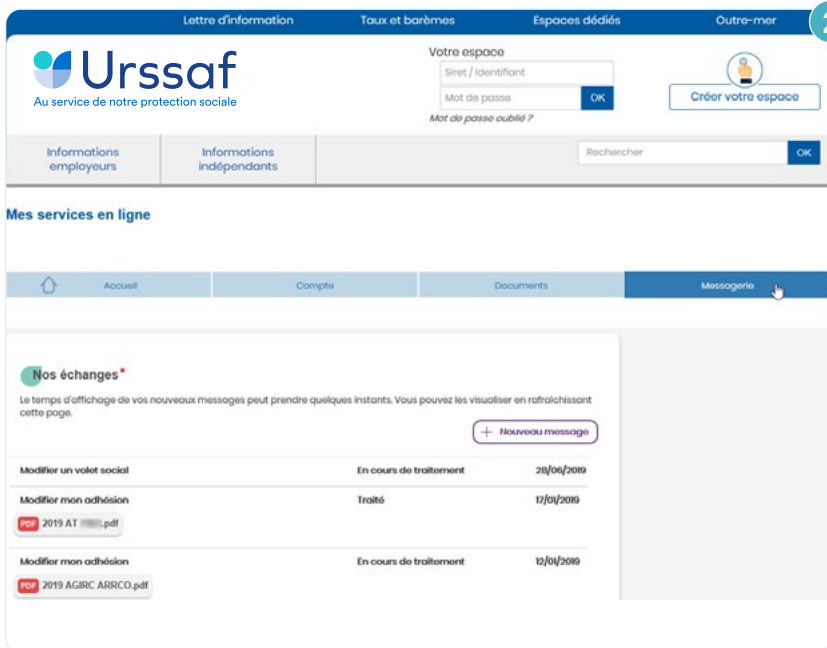 Lettre d'information Taux et barèmes Espaces dédiés Outre-mer
2
Urssaf
Au service de notre protection sociale
Votre espace
Siret / Identifiant
Mot de passe OK
Mot de passe oublié ?
Créer votre espace
Informations employeurs
Informations indépendants
Rechercher OK
Mes services en ligne
Accueil Compte Documents Messagerie
Nos échanges*
Le temps d'affichage de vos nouveaux messages peut prendre quelques instants. Vous pouvez les visualiser en rafraîchissant
cette page.
+ Nouveau message
Modifier un volet social En cours de traitement 28/06/2019
Modifier mon adhésion Traité 17/01/2019
PDF 2019 AT .pdf
Modifier mon adhésion En cours de traitement 12/01/2019
PDF 2019 AGIRC ARRCO.pdf